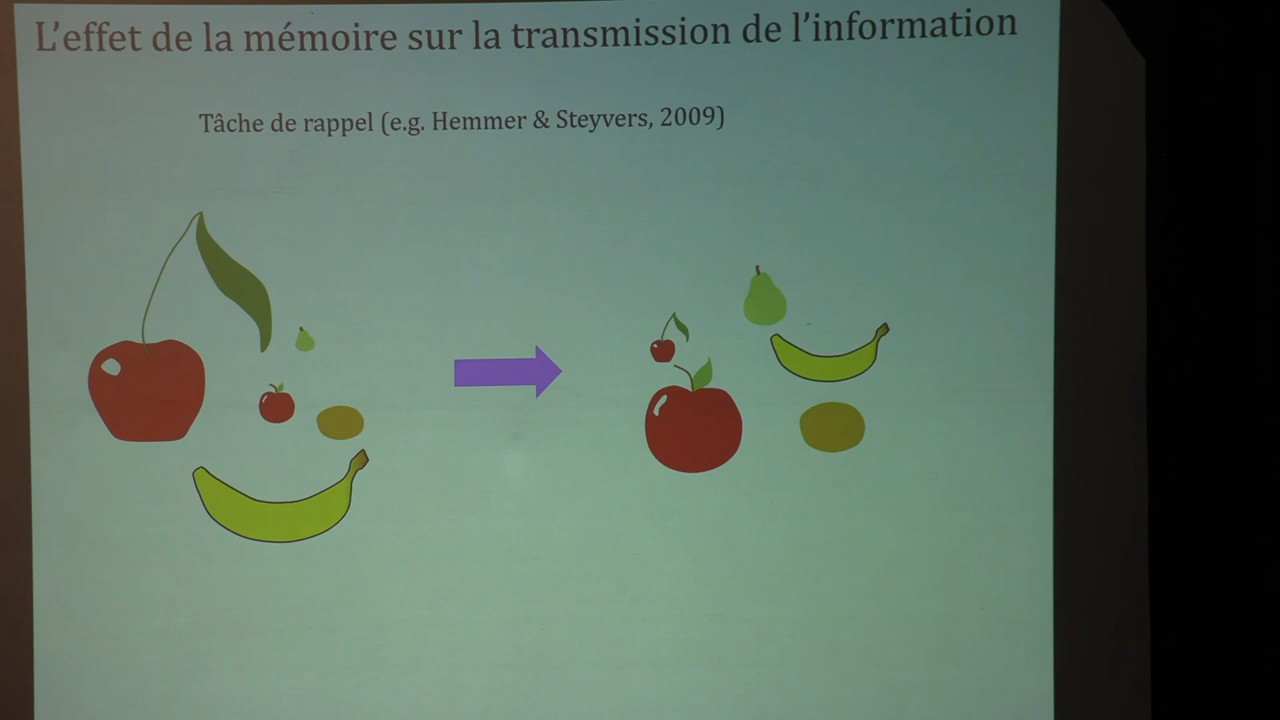 L’effet de la mémoire sur la transmission de l’information
Tâche de rappel (e.g. Hemmer & Steyvers, 2009)